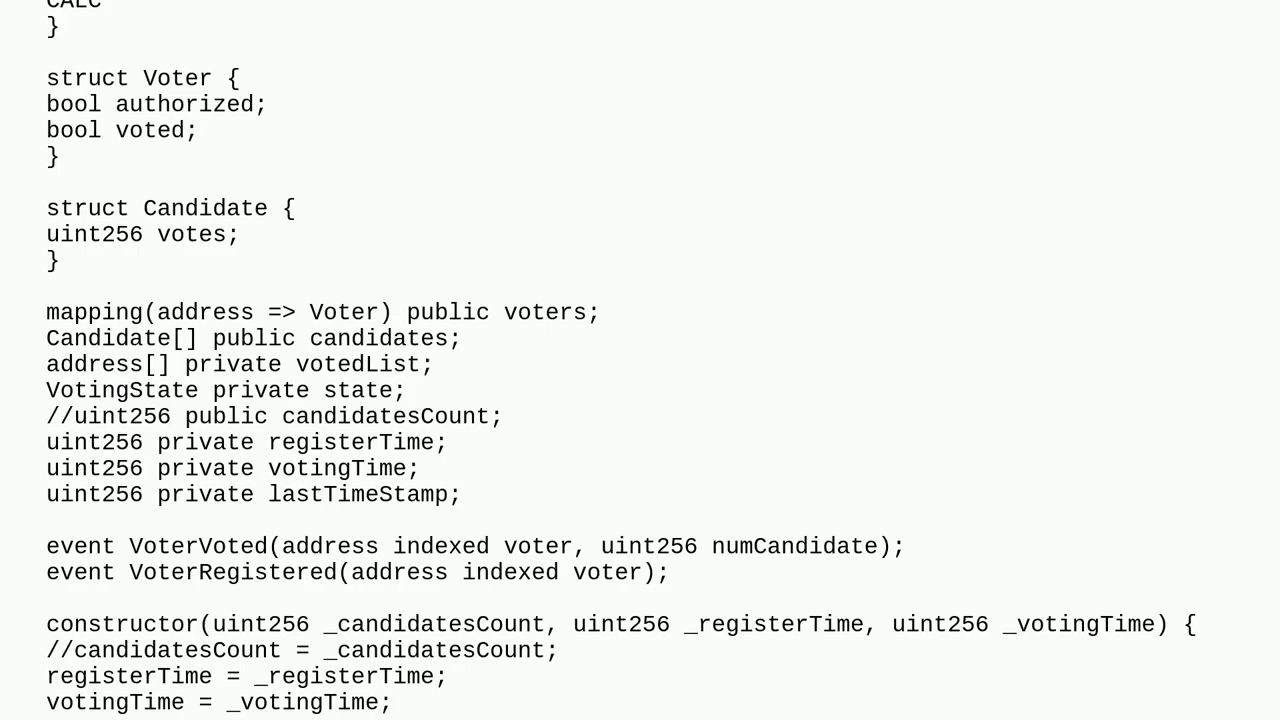 CALC
}
struct Voter {
bool authorized;
bool voted;
}
struct Candidate {
uint256 votes;
}
mapping(address => Voter) public voters;
Candidate[] public candidates;
address[] private votedList;
VotingState private state;
//uint256 public candidatesCount;
uint256 private registerTime;
uint256 private votingTime;
uint256 private lastTimeStamp;
event VoterVoted(address indexed voter, uint256 numCandidate);
event VoterRegistered(address indexed voter);
constructor(uint256 _candidatesCount, uint256 _registerTime, uint256 _votingTime) {
//candidatesCount = _candidatesCount;
registerTime = _registerTime;
votingTime = _votingTime;